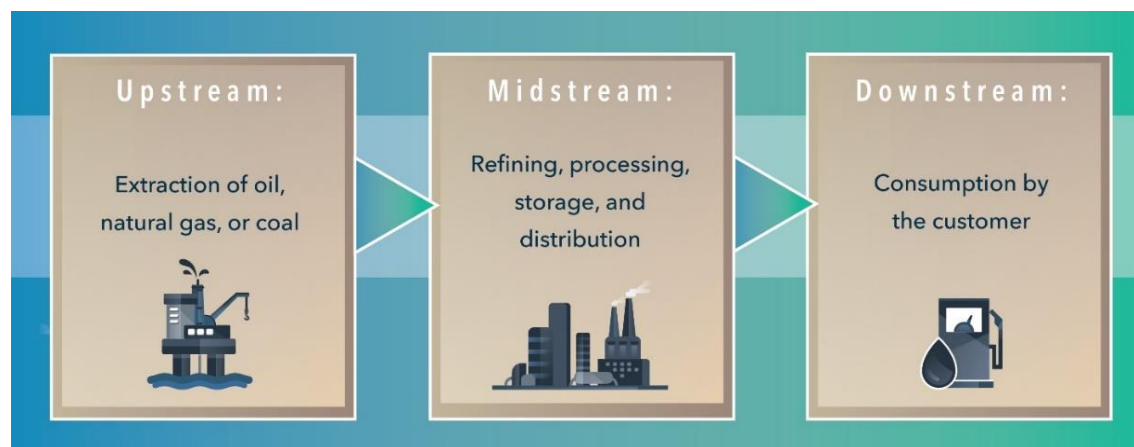 Upstream:
Extraction of oil,
natural gas, or coal
Midstream:
Refining, processing,
storage, and
distribution
Downstream:
Consumption by
the customer